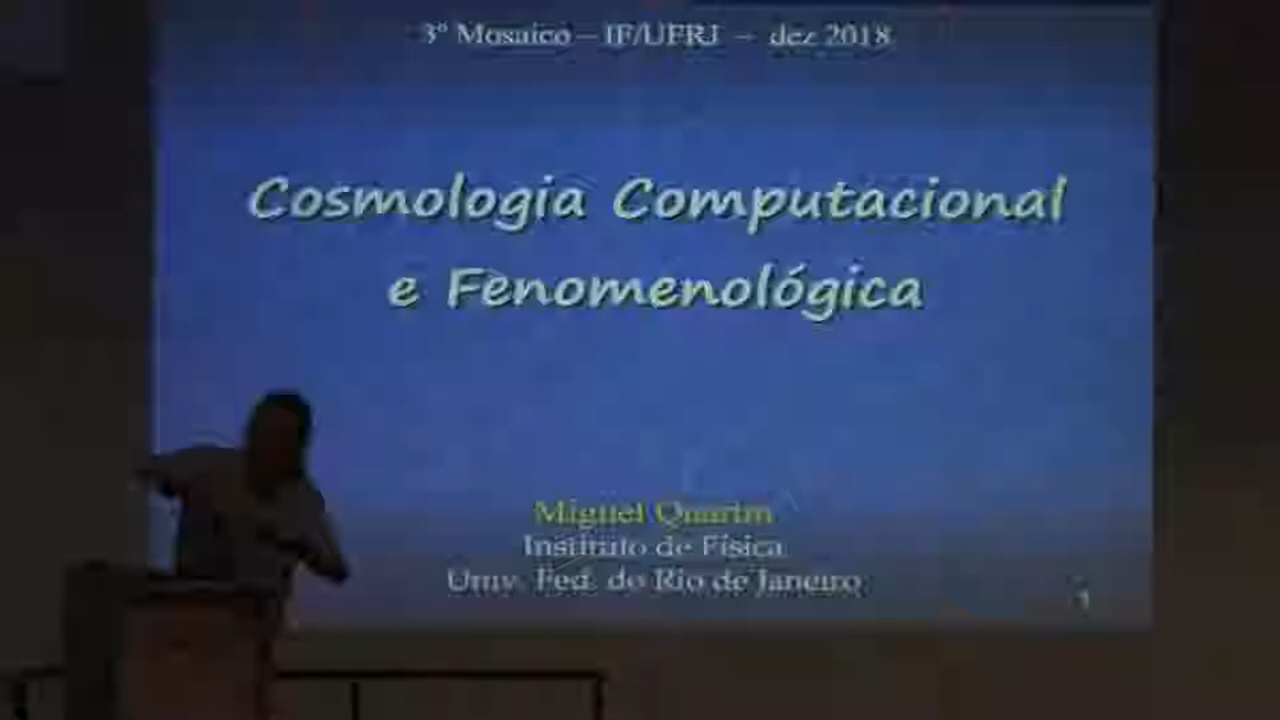 3º Mosaico – IF/UFRJ – dez 2018
Cosmologia Computacional
e Fenomenológica
Miguel Quartin
Instituto de Física
Univ. Fed. do Rio de Janeiro
1